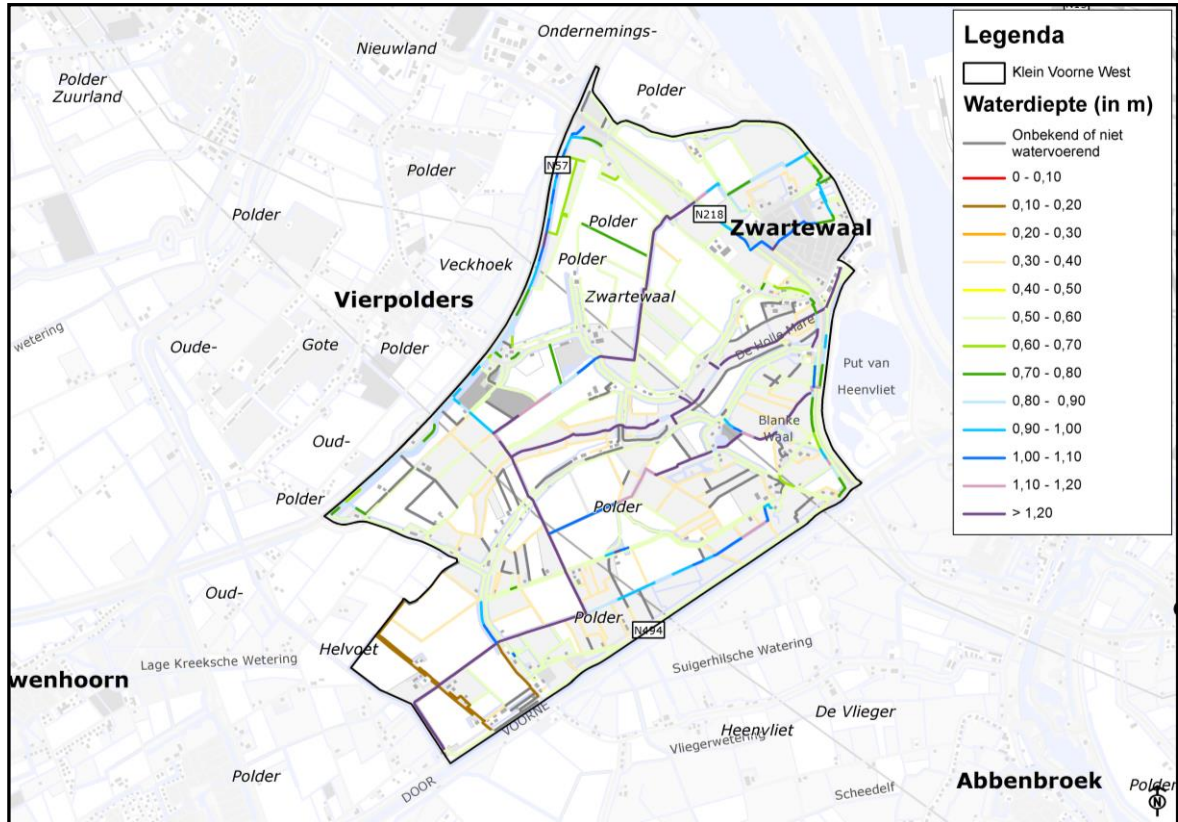 Ondernemings-
Nieuwland
Polder
Zuurland
Polder
Polder
N57
Polder
Polder
N218
Zwartewaal
Veckhoek
Polder
Vierpolders
Zwartewaal
wetering
Oude-
Gote
Polder
De Holle Mare
Put van
Heenvliet
Blanke
Waal
Oud-
Polder
Polder
Oud-
Polder
N494
Helvoet
Lage Kreeksche Wetering
Suigerhilsche Watering
wenhoorn
VOORNE
De Vlieger
Heenvliet
Vliegerwetering
Polder
DOOR
Scheedelf
Abbenbroek
Polder
N
Legenda
Klein Voorne West
Waterdiepte (in m)
Onbekend of niet
watervoerend
0 - 0,10
0,10 - 0,20
0,20 - 0,30
0,30 - 0,40
0,40 - 0,50
0,50 - 0,60
0,60 - 0,70
0,70 - 0,80
0,80 - 0,90
0,90 - 1,00
1,00 - 1,10
1,10 - 1,20
> 1,20